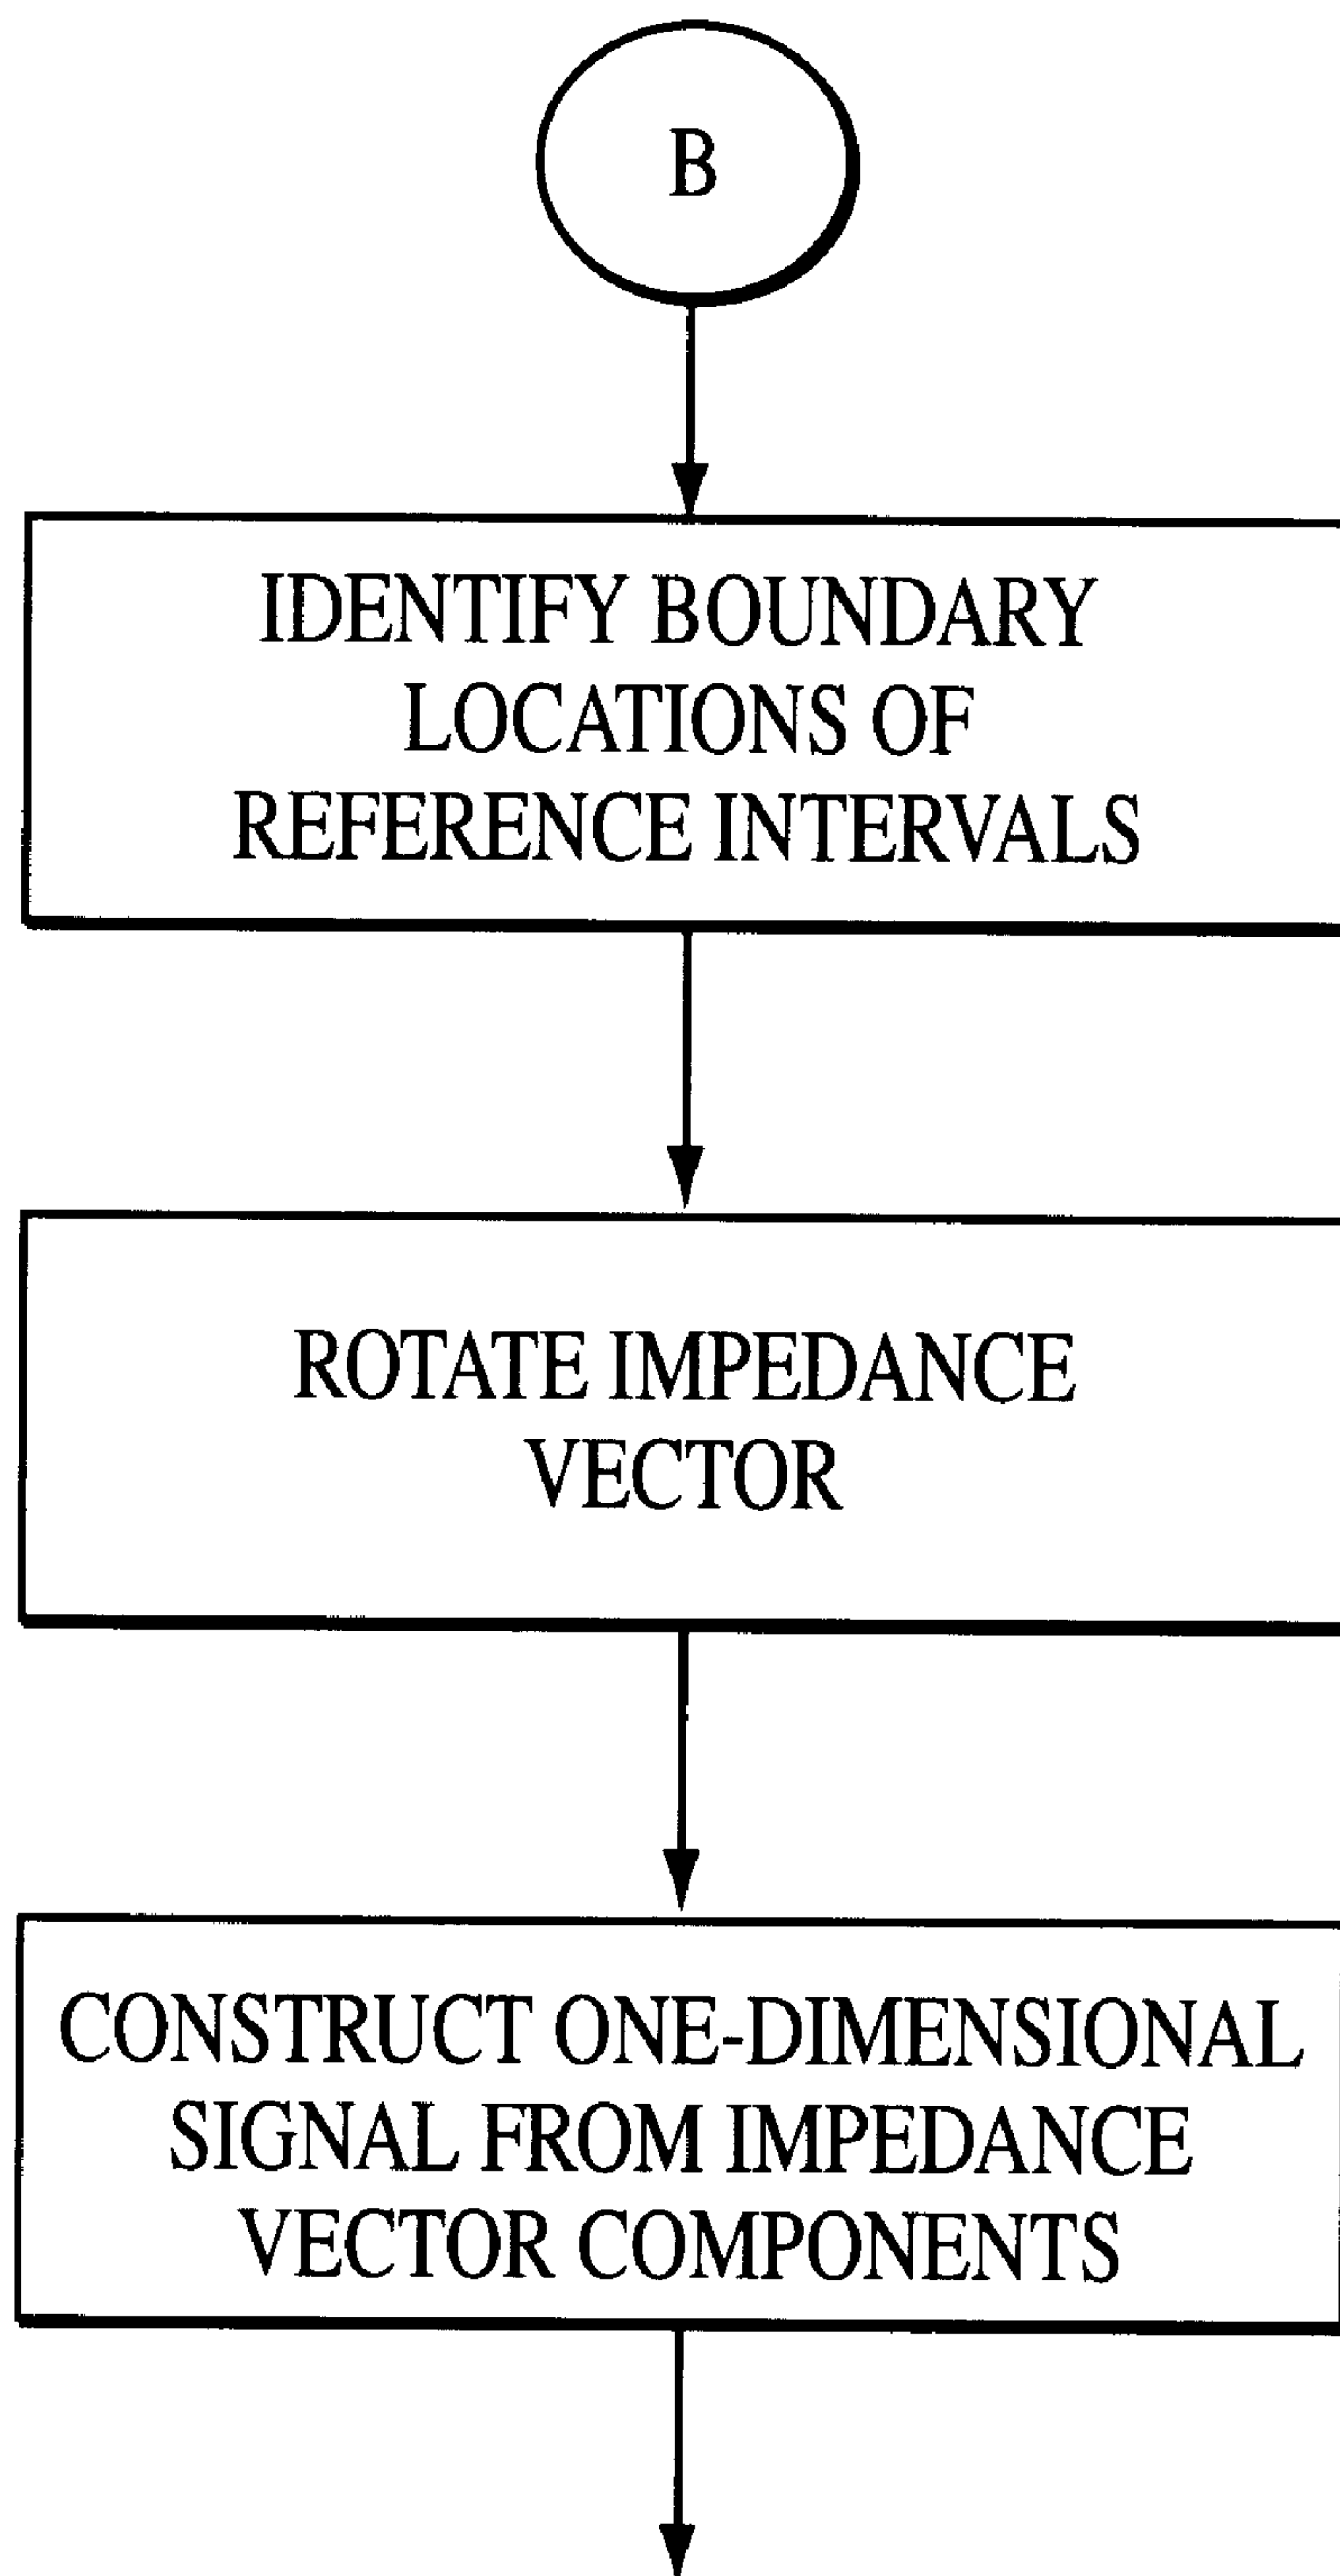 B
IDENTIFY BOUNDARY
LOCATIONS OF
REFERENCE INTERVALS
ROTATE IMPEDANCE
VECTOR
CONSTRUCT ONE-DIMENSIONAL
SIGNAL FROM IMPEDANCE
VECTOR COMPONENTS